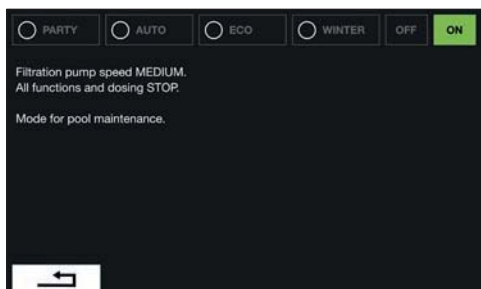 PARTY AUTO ECO WINTER OFF ON
Filtration pump speed MEDIUM.
All functions and dosing STOP.
Mode for pool maintenance.